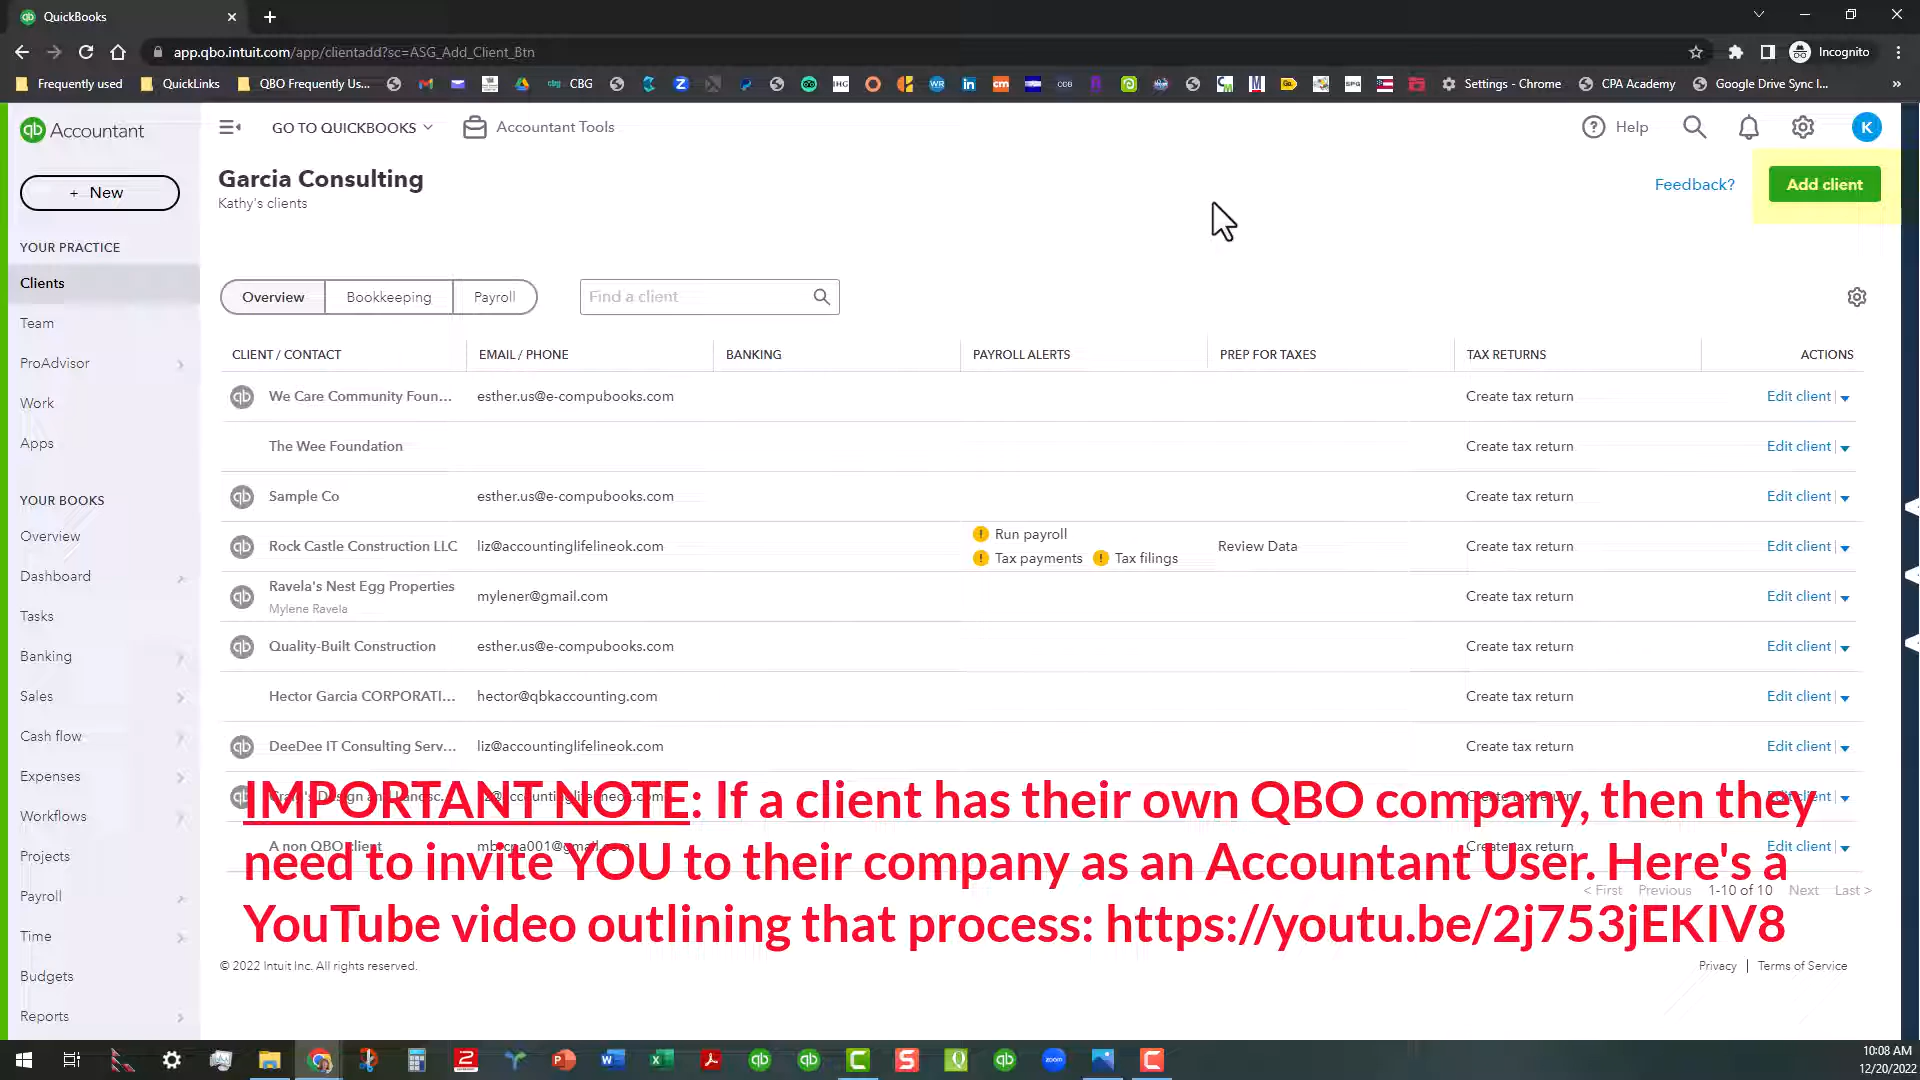 QuickBooks
app.qbo.intuit.com/app/clientadd?sc=ASG_Add_Client_Btn
Incognito
Frequently used
QuickLinks
QBO Frequently Us...
CBG
Settings - Chrome
CPA Academy
Google Drive Sync I...
qb Accountant
GO TO QUICKBOOKS
Accountant Tools
Help
K
+ New
Garcia Consulting
Kathy's clients
Feedback?
Add client
YOUR PRACTICE
Clients
Team
ProAdvisor
Work
Apps
YOUR BOOKS
Overview
Dashboard
Tasks
Banking
Sales
Cash flow
Expenses
Workflows
Projects
Payroll
Time
Budgets
Reports
Overview Bookkeeping Payroll
Find a client
CLIENT / CONTACT EMAIL / PHONE BANKING PAYROLL ALERTS PREP FOR TAXES TAX RETURNS ACTIONS
We Care Community Foun... esther.us@e-compubooks.com Create tax return Edit client
The Wee Foundation Create tax return Edit client
Sample Co esther.us@e-compubooks.com Create tax return Edit client
Rock Castle Construction LLC liz@accountinglifelineok.com Run payroll Tax payments Tax filings Review Data Create tax return Edit client
Ravela's Nest Egg Properties mylener@gmail.com Create tax return Edit client
Mylene Ravela
Quality-Built Construction esther.us@e-compubooks.com Create tax return Edit client
Hector Garcia CORPORATI... hector@qbkaccounting.com Create tax return Edit client
DeeDee IT Consulting Serv... liz@accountinglifelineok.com Create tax return Edit client
IMPORTANT NOTE: If a client has their own QBO company, then they
need to invite YOU to their company as an Accountant User. Here's a
YouTube video outlining that process: https://youtu.be/2j753jEKIV8
A non QBO client Create tax return Edit client
< First Previous 1-10 of 10 Next Last >
© 2022 Intuit Inc. All rights reserved.
Privacy | Terms of Service
10:08 AM
12/20/2022